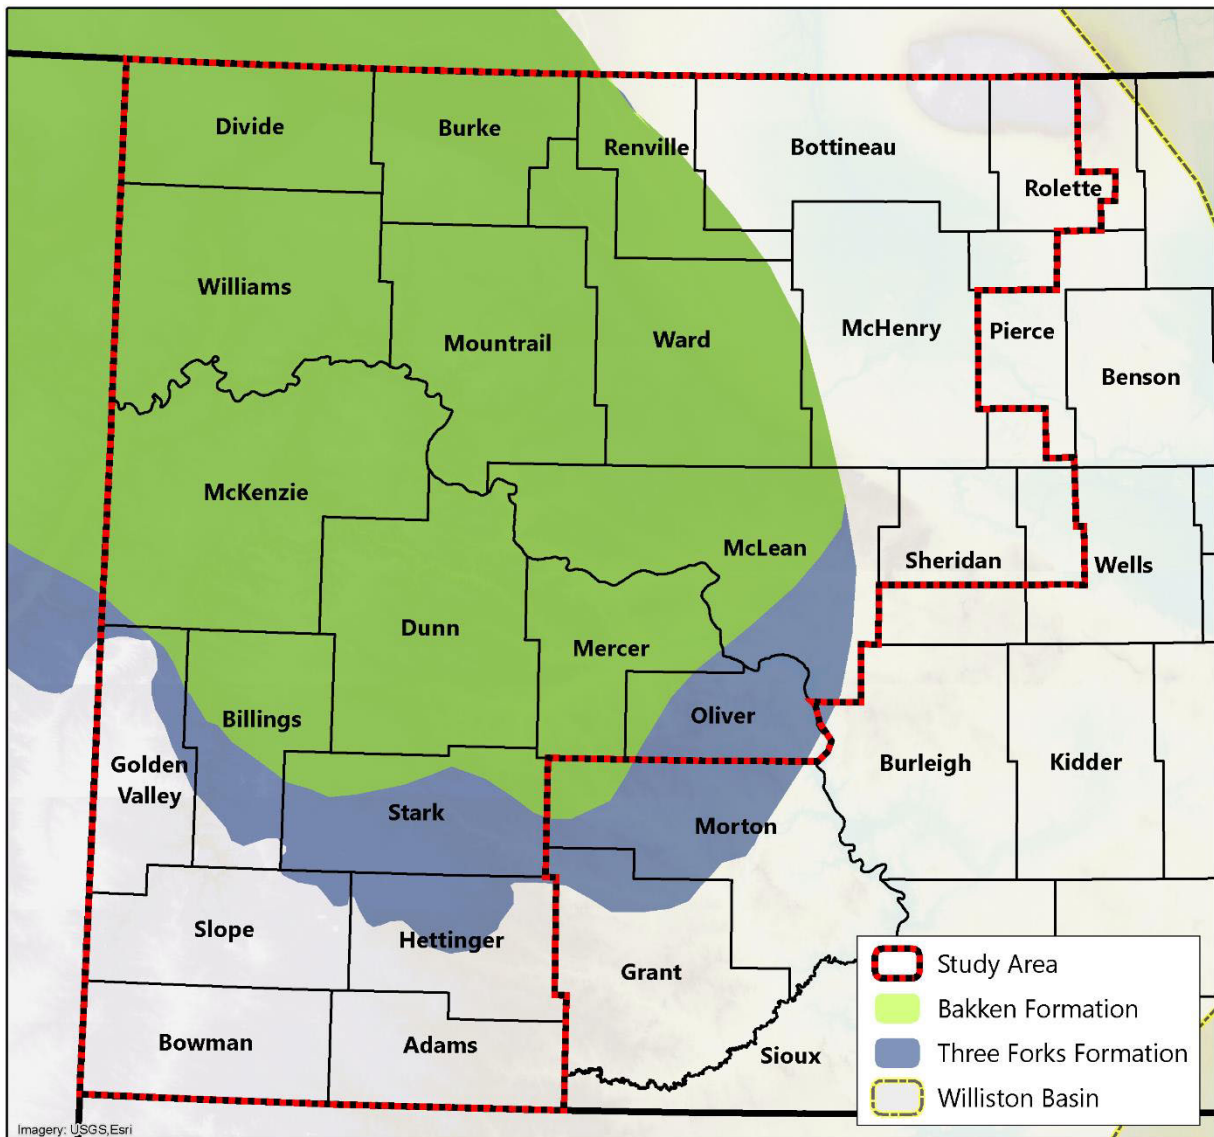 Divide
Burke
Renville
Bottineau
Rolette
Williams
Mountrail
Ward
McHenry
Pierce
Benson
McKenzie
McLean
Sheridan
Wells
Dunn
Mercer
Billings
Oliver
Golden
Valley
Stark
Morton
Burleigh
Kidder
Slope
Hettinger
Grant
Bowman
Adams
Sioux
Study Area
Bakken Formation
Three Forks Formation
Williston Basin
Imagery: USGS,Esri